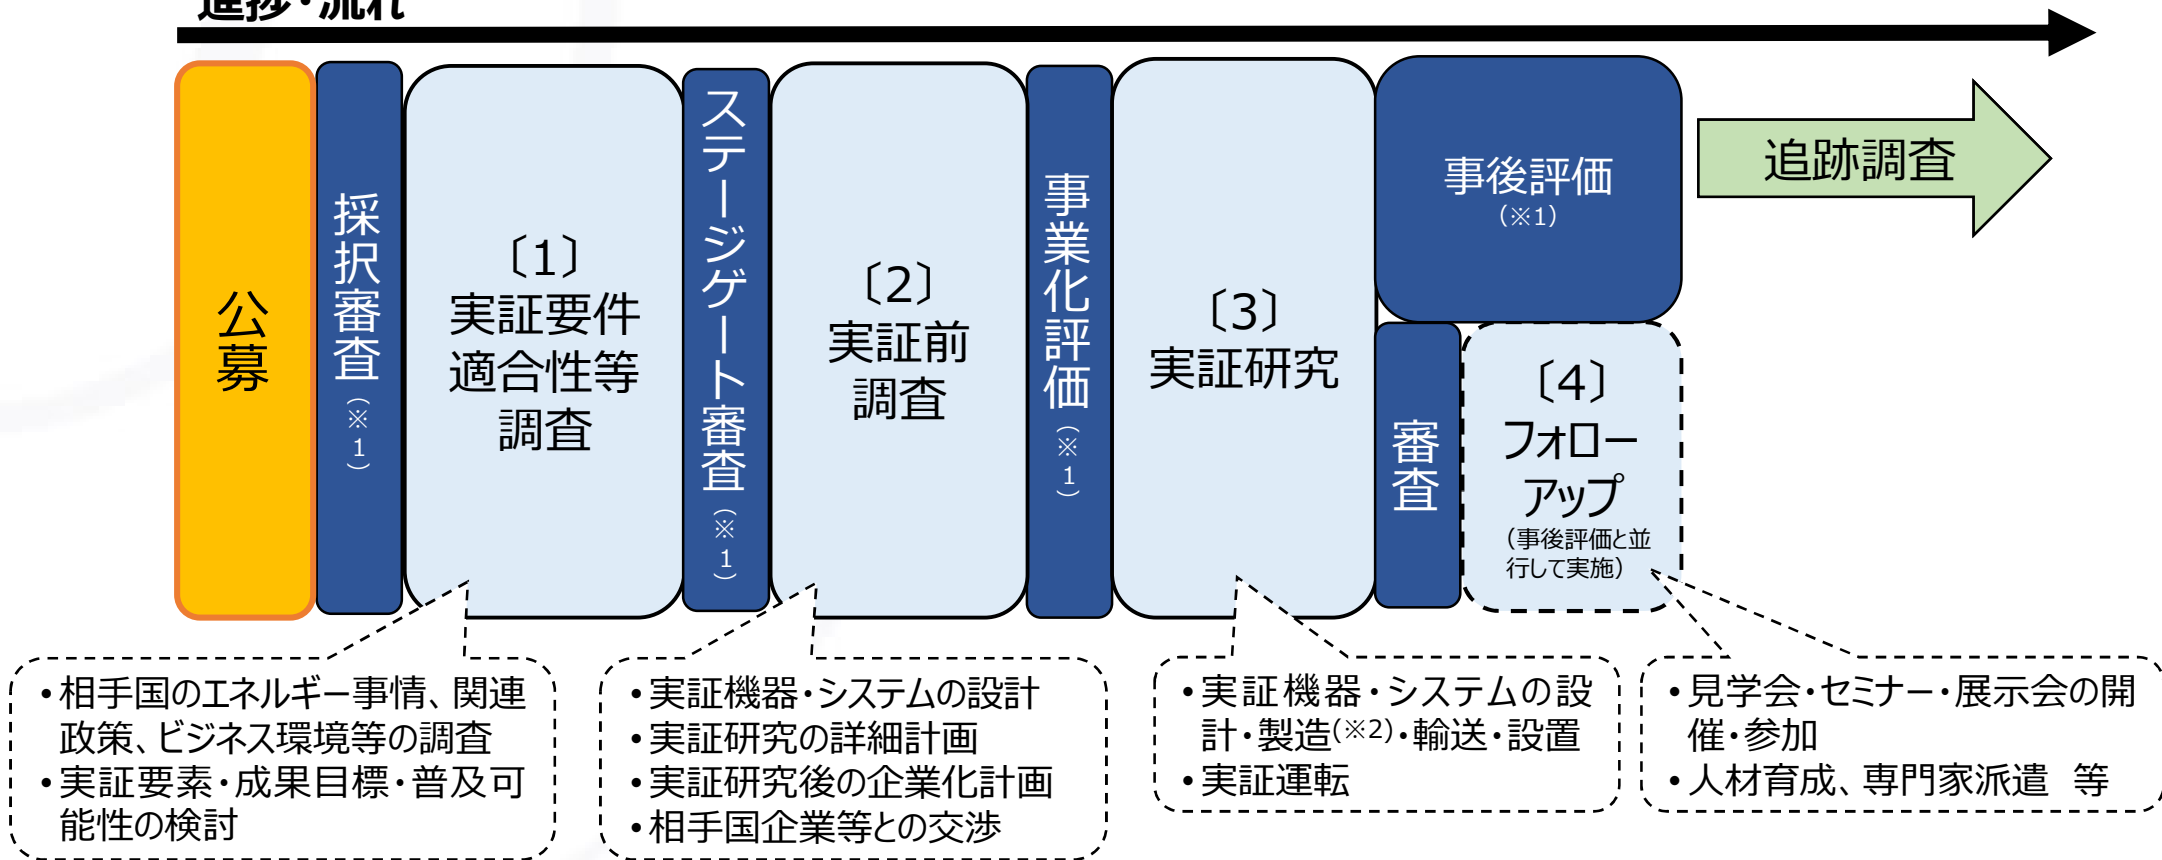 進捗・流れ
公募
採択審査（※1）
〔1〕
実証要件
適合性等
調査
ステージゲート審査（※1）
〔2〕
実証前
調査
事業化評価（※1）
〔3〕
実証研究
事後評価
（※1）
審査
〔4〕
フォロー
アップ
（事後評価と並
行して実施）
追跡調査
•相手国のエネルギー事情、関連
政策、ビジネス環境等の調査
•実証要素・成果目標・普及可
能性の検討
•実証機器・システムの設計
•実証研究の詳細計画
•実証研究後の企業化計画
•相手国企業等との交渉
•実証機器・システムの設
計・製造(※2)・輸送・設置
•実証運転
•見学会・セミナー・展示会の開
催・参加
•人材育成、専門家派遣　等